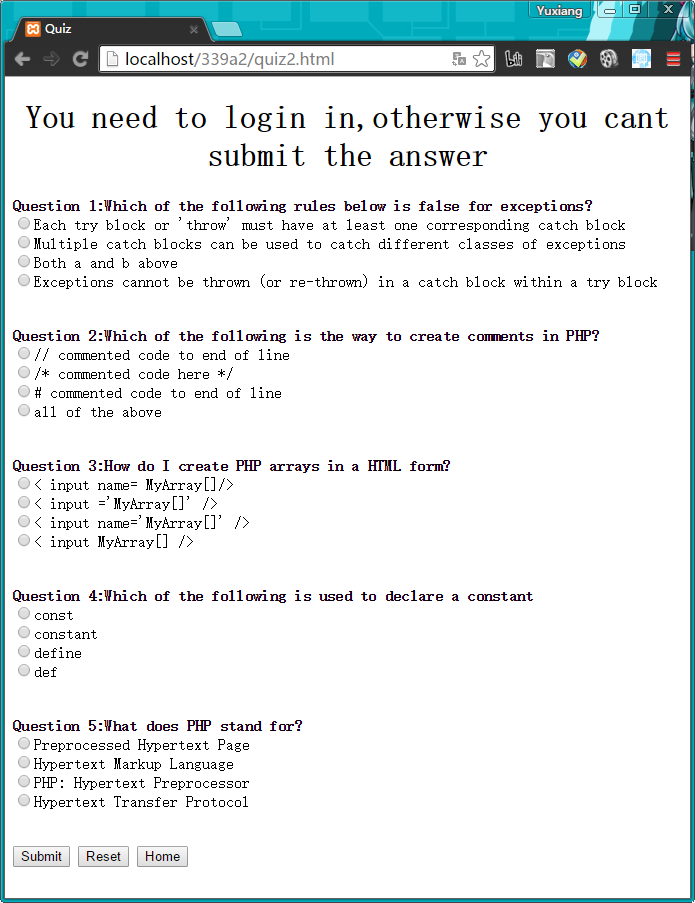 Yuxiang
Quiz
localhost/339a2/quiz2.html
You need to login in,otherwise you cant
submit the answer
Question 1:Which of the following rules below is false for exceptions?
Each try block or 'throw' must have at least one corresponding catch block
Multiple catch blocks can be used to catch different classes of exceptions
Both a and b above
Exceptions cannot be thrown (or re-thrown) in a catch block within a try block
Question 2:Which of the following is the way to create comments in PHP?
// commented code to end of line
/* commented code here */
# commented code to end of line
all of the above
Question 3:How do I create PHP arrays in a HTML form?
< input name= MyArray[]/>
< input ='MyArray[]' />
< input name='MyArray[]' />
< input MyArray[] />
Question 4:Which of the following is used to declare a constant
const
constant
define
def
Question 5:What does PHP stand for?
Preprocessed Hypertext Page
Hypertext Markup Language
PHP: Hypertext Preprocessor
Hypertext Transfer Protocol
Submit Reset Home